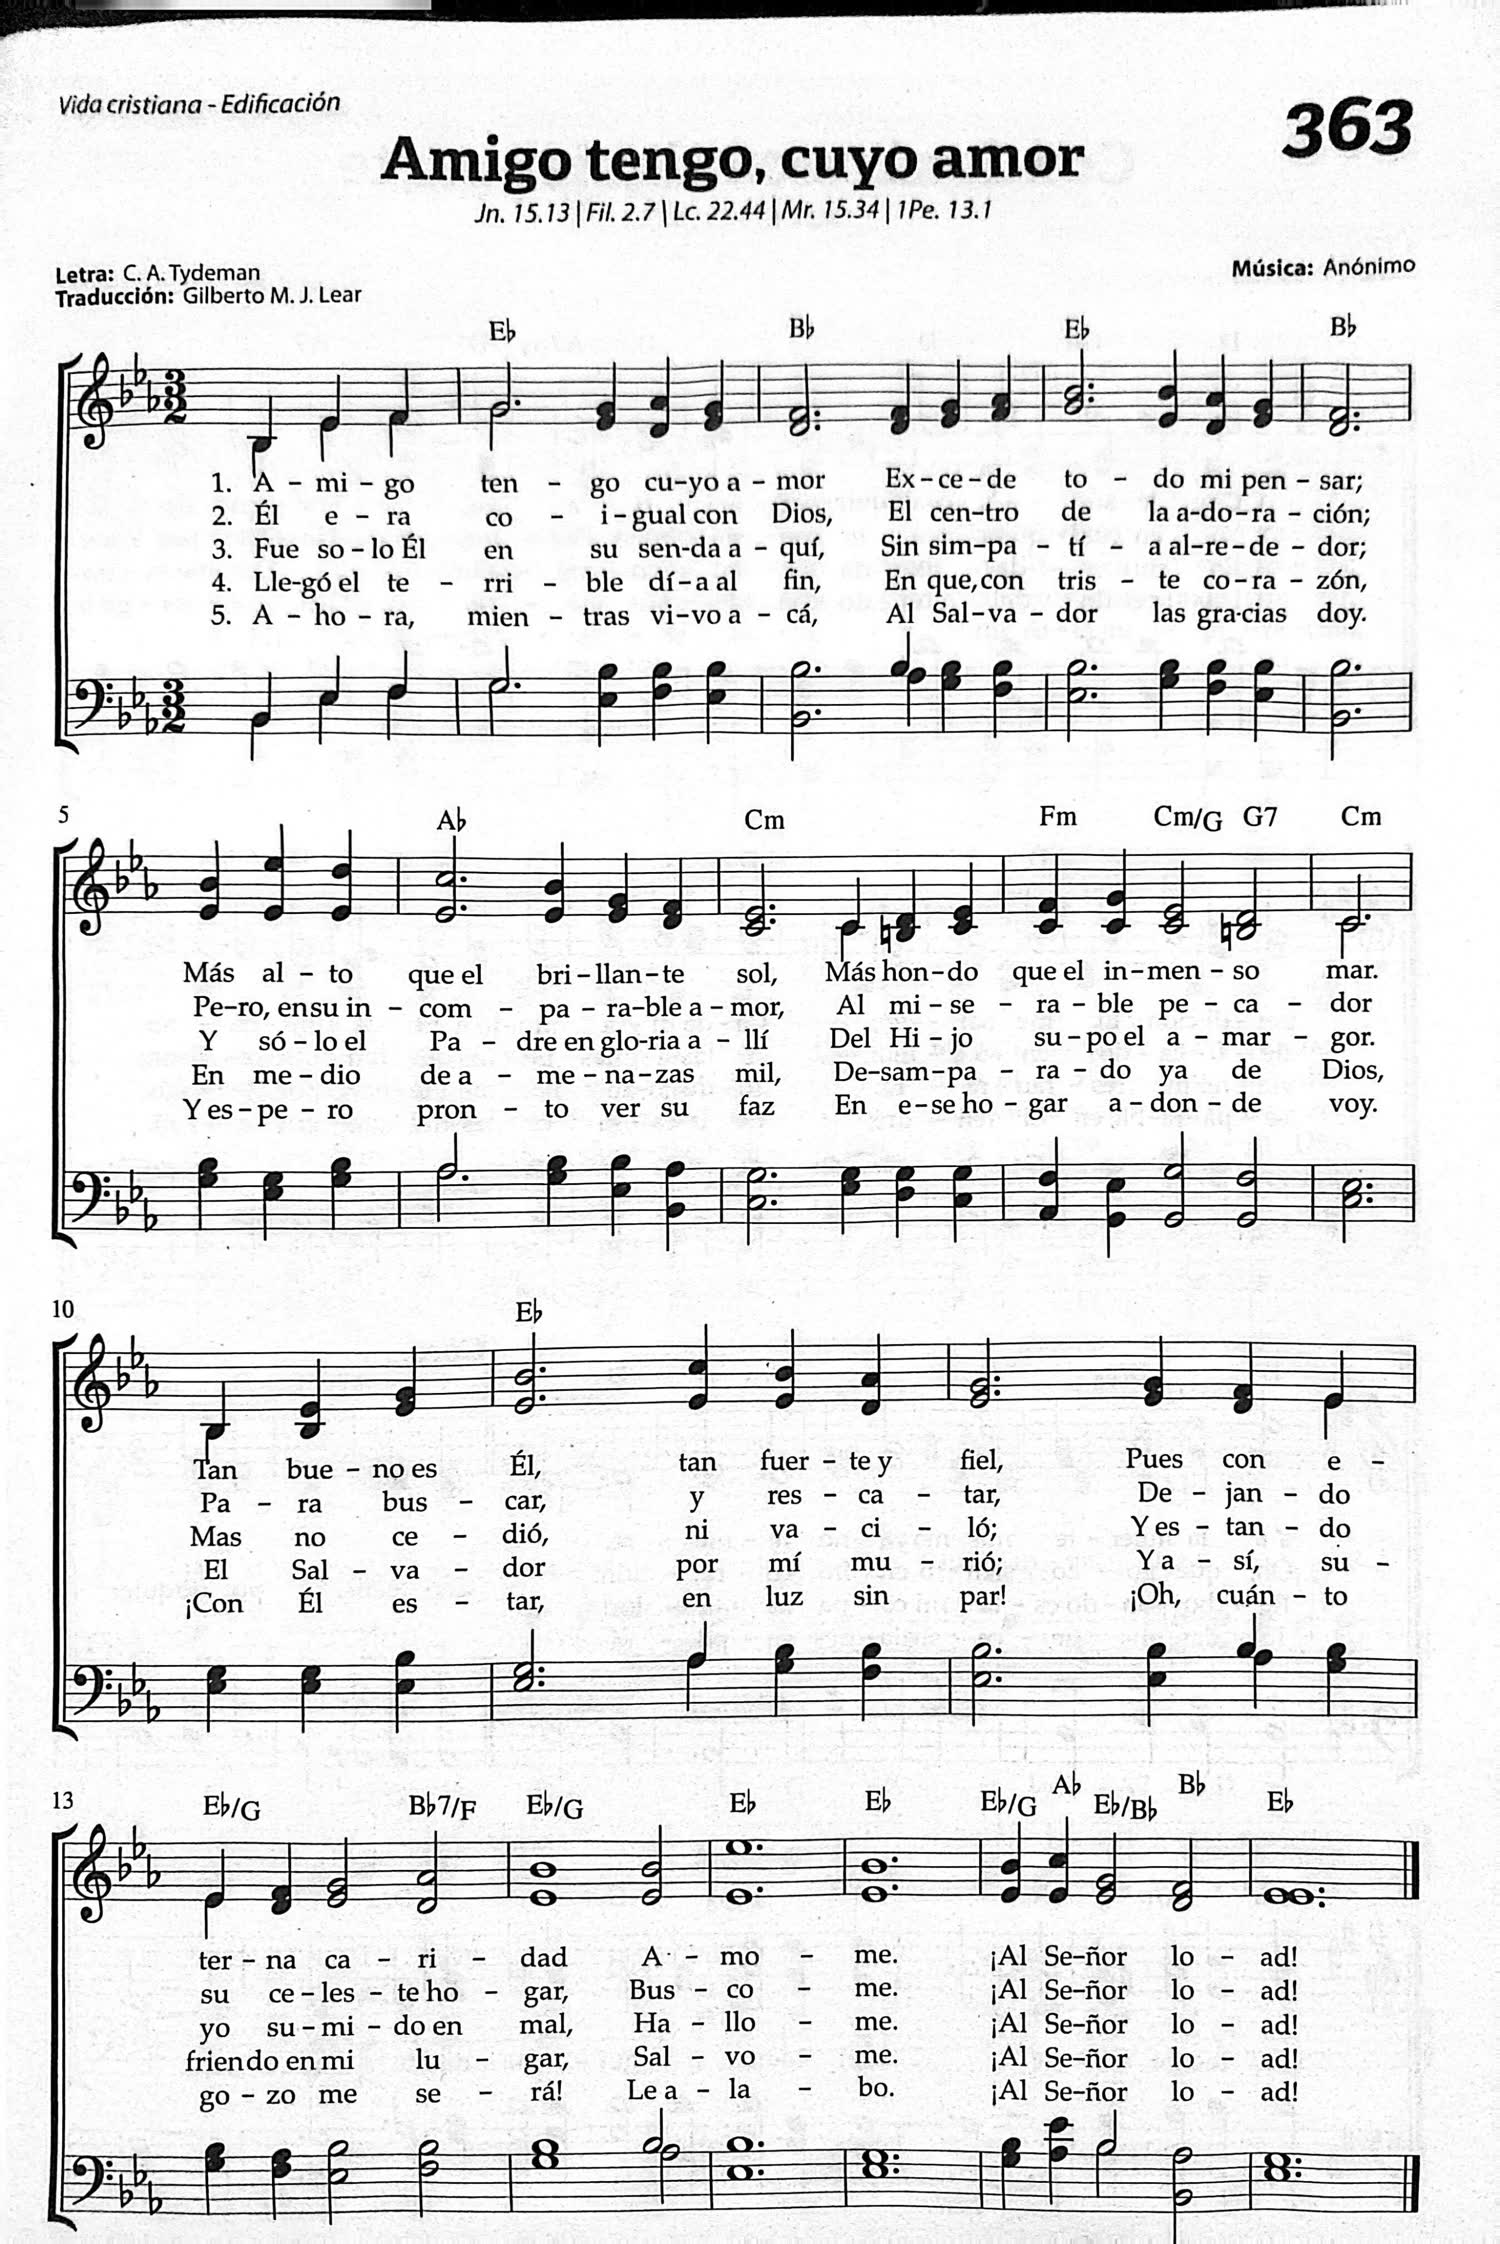 Vida cristiana - Edificación
363
Amigo tengo, cuyo amor
Jn. 15.13 | Fil. 2.7 | Lc. 22.44 | Mr. 15.34 | 1Pe. 13.1
Letra: C. A. Tydeman
Música: Anónimo
Traducción: Gilberto M. J. Lear
E♭ B♭ E♭ B♭
3 3 2
1. A – mi – go ten – go cu–yo a – mor Ex–ce–de to – do mi pen – sar;
2. Él e – ra co – i–gual con Dios, El cen–tro de la a–do–ra – ción;
3. Fue so–lo Él en su sen–da a – quí, Sin sim–pa – tí – a al–re–de – dor;
4. Lle–gó el te – rri – ble dí–a al fin, En que, con tris – te co–ra – zón,
5. A – ho – ra, mien – tras vi–vo a – cá, Al Sal–va – dor las gra–cias doy.
3 3 2
5 A♭ Cm Fm Cm/G G7 Cm
Más al – to que el bri–llan–te sol, Más hon–do que el in–men – so mar.
Pe–ro, en su in – com – pa – ra–ble a – mor, Al mi – se – ra – ble pe – ca – dor
Y só–lo el Pa – dre en glo–ria a – llí Del Hi – jo su–po el a – mar – gor.
En me – dio de a – me – na–zas mil, De–sam–pa – ra – do ya de Dios,
Y es–pe – ro pron – to ver su faz En e–se ho – gar a–don–de voy.
10 E♭
Tan bue – no es Él, tan fuer – te y fiel, Pues con e –
Pa – ra bus – car, y res – ca – tar, De – jan – do
Mas no ce – dió, ni va – ci – ló; Y es – tan – do
El Sal – va – dor por mí mu – rió; Y a – sí, su –
¡Con Él es – tar, en luz sin par! ¡Oh, cuán – to
13 E♭/G B♭7/F E♭/G E♭ E♭ E♭/G A♭ E♭/B♭ B♭ E♭
ter – na ca – ri – dad A – mo – me. ¡Al Se–ñor lo – ad!
su ce–les – te ho – gar, Bus – co – me. ¡Al Se–ñor lo – ad!
yo su–mi – do en mal, Ha – llo – me. ¡Al Se–ñor lo – ad!
friendo en mi lu – gar, Sal – vo – me. ¡Al Se–ñor lo – ad!
go – zo me se – rá! Le a – la – bo. ¡Al Se–ñor lo – ad!